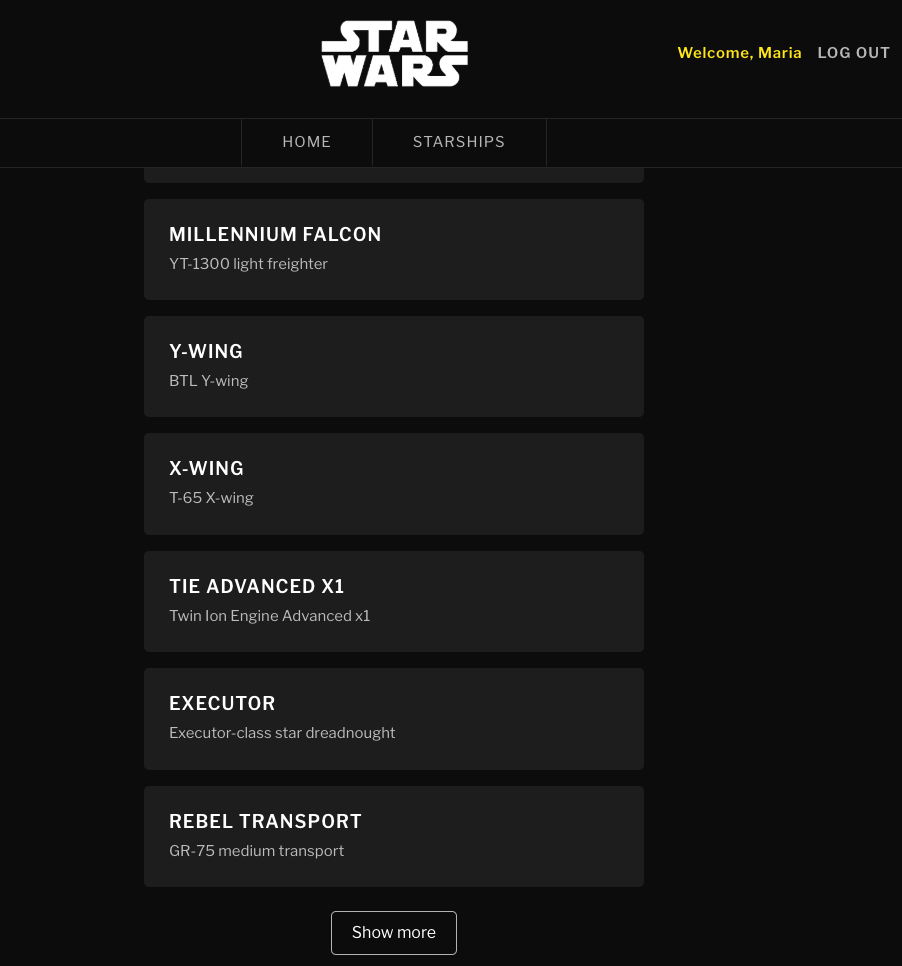 STAR
WARS
Welcome, Maria LOG OUT
HOME STARSHIPS
MILLENNIUM FALCON
YT-1300 light freighter
Y-WING
BTL Y-wing
X-WING
T-65 X-wing
TIE ADVANCED X1
Twin Ion Engine Advanced x1
EXECUTOR
Executor-class star dreadnought
REBEL TRANSPORT
GR-75 medium transport
Show more